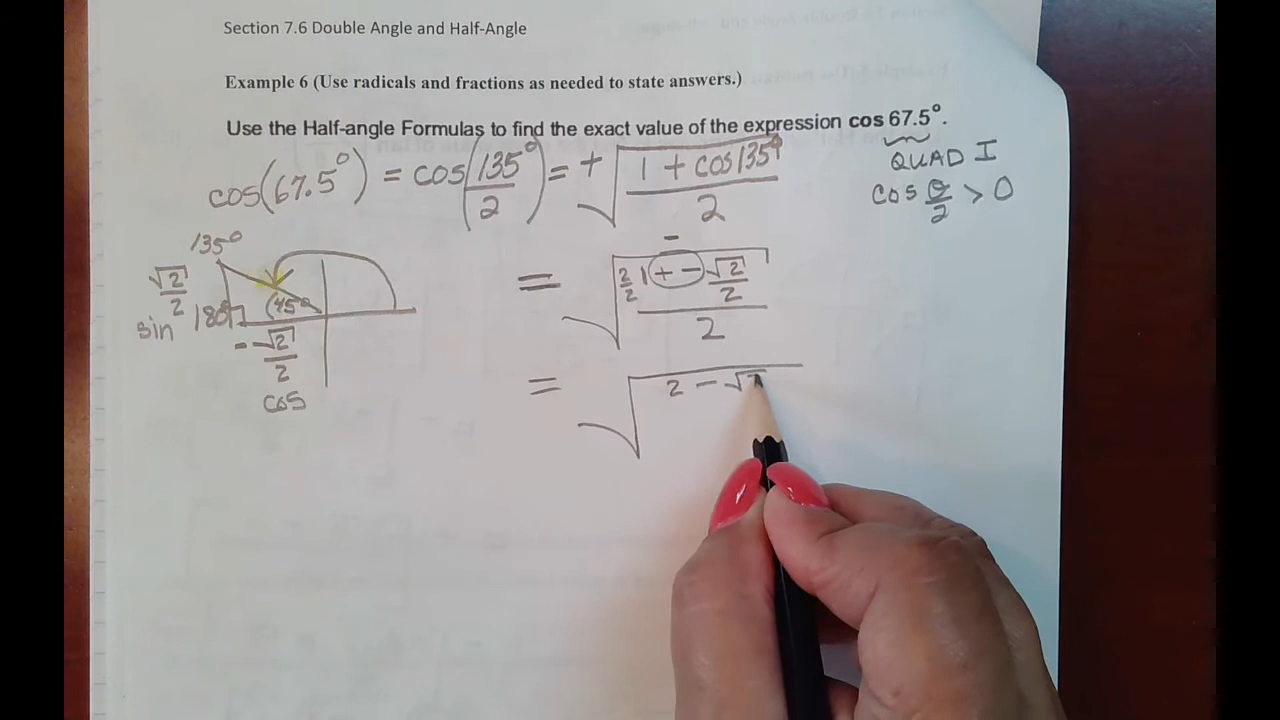 Section 7.6 Double Angle and Half-Angle
Example 6 (Use radicals and fractions as needed to state answers.)
Use the Half-angle Formulas to find the exact value of the expression cos 67.5°.
cos(67.5°) = cos(135°/2) = +√((1 + cos135°)/2)
QUAD I
cos θ/2 > 0
135°
√2/2
sin
180°
45°
-√2/2
cos
-
= √((2/2 1 + - √2/2)/2)
= √(2 - √2